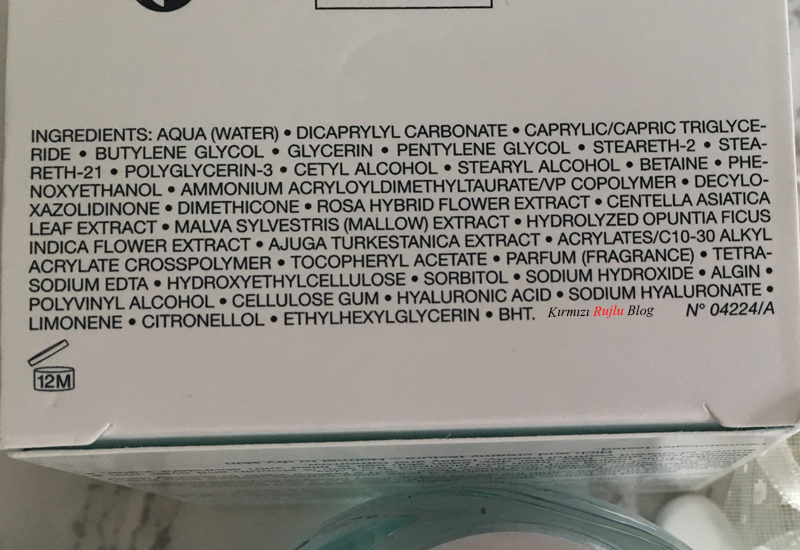 INGREDIENTS: AQUA (WATER) • DICAPRYLYL CARBONATE • CAPRYLIC/CAPRIC TRIGLYCE-
RIDE • BUTYLENE GLYCOL • GLYCERIN • PENTYLENE GLYCOL • STEARETH-2 • STEA-
RETH-21 • POLYGLYCERIN-3 • CETYL ALCOHOL • STEARYL ALCOHOL • BETAINE • PHE-
NOXYETHANOL • AMMONIUM ACRYLOYLDIMETHYLTAURATE/VP COPOLYMER • DECYLO-
XAZOLIDINONE • DIMETHICONE • ROSA HYBRID FLOWER EXTRACT • CENTELLA ASIATICA
LEAF EXTRACT • MALVA SYLVESTRIS (MALLOW) EXTRACT • HYDROLYZED OPUNTIA FICUS
INDICA FLOWER EXTRACT • AJUGA TURKESTANICA EXTRACT • ACRYLATES/C10-30 ALKYL
ACRYLATE CROSSPOLYMER • TOCOPHERYL ACETATE • PARFUM (FRAGRANCE) • TETRA-
SODIUM EDTA • HYDROXYETHYLCELLULOSE • SORBITOL • SODIUM HYDROXIDE • ALGIN •
POLYVINYL ALCOHOL • CELLULOSE GUM • HYALURONIC ACID • SODIUM HYALURONATE •
LIMONENE • CITRONELLOL • ETHYLHEXYLGLYCERIN • BHT. Kırmızı Rujlu Blog N° 04224/A
12M